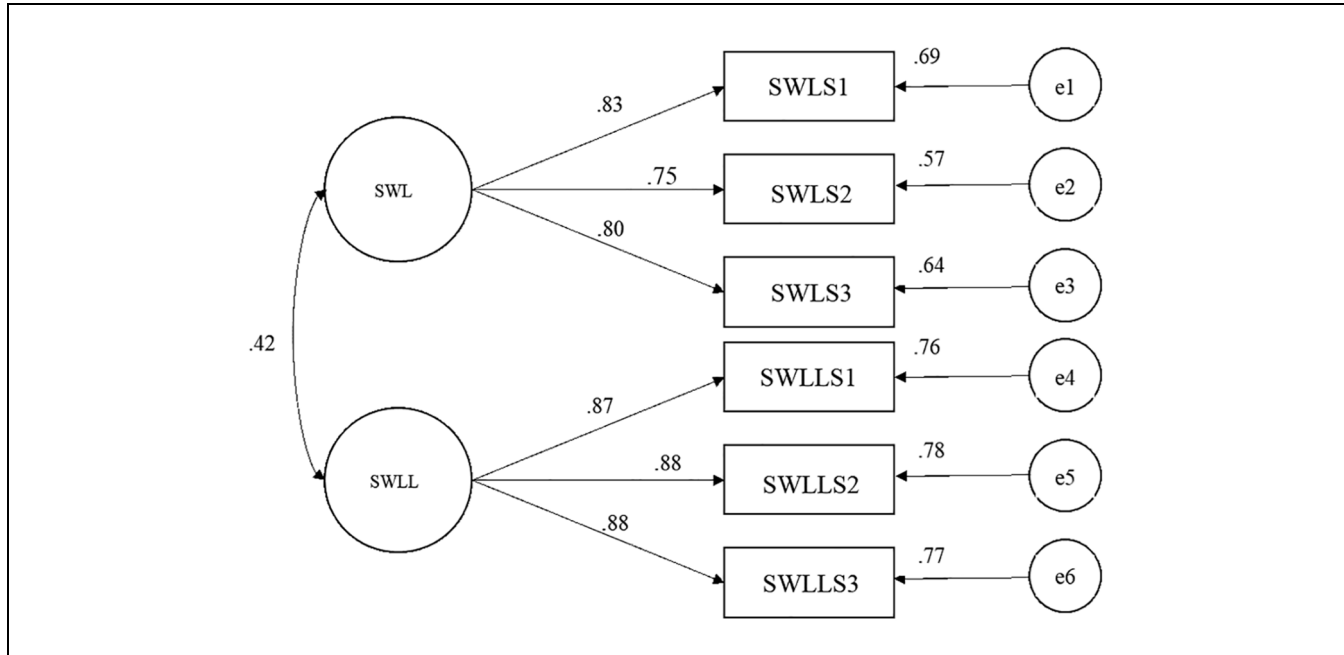 .69
SWLS1
e1
.83
SWL
.75
.57
SWLS2
e2
.80
.64
SWLS3
e3
.42
.76
SWLLS1
e4
.87
SWLL
.88
.78
SWLLS2
e5
.88
.77
SWLLS3
e6